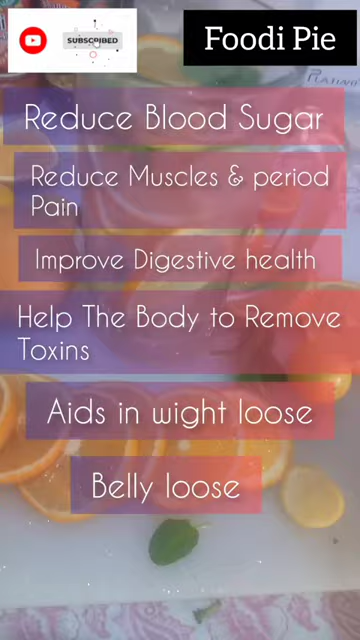 SUBSCRIBED
Foodi Pie
Reduce Blood Sugar
Reduce Muscles & period
Pain
Improve Digestive health
Help The Body to Remove
Toxins
Aids in wight loose
Belly loose